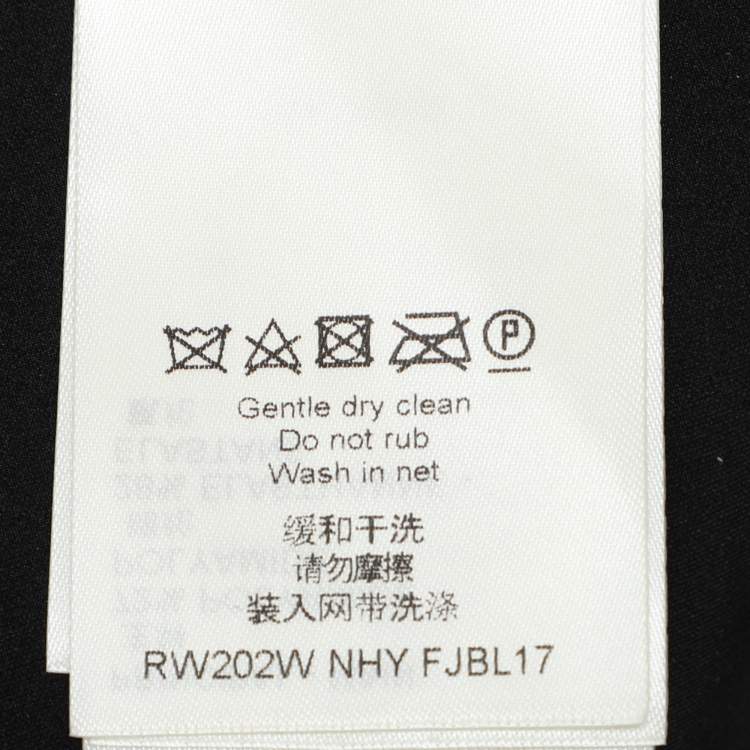 P
Gentle dry clean
Do not rub
Wash in net
缓和干洗
请勿摩擦
装入网带洗涤
RW202W NHY FJBL17